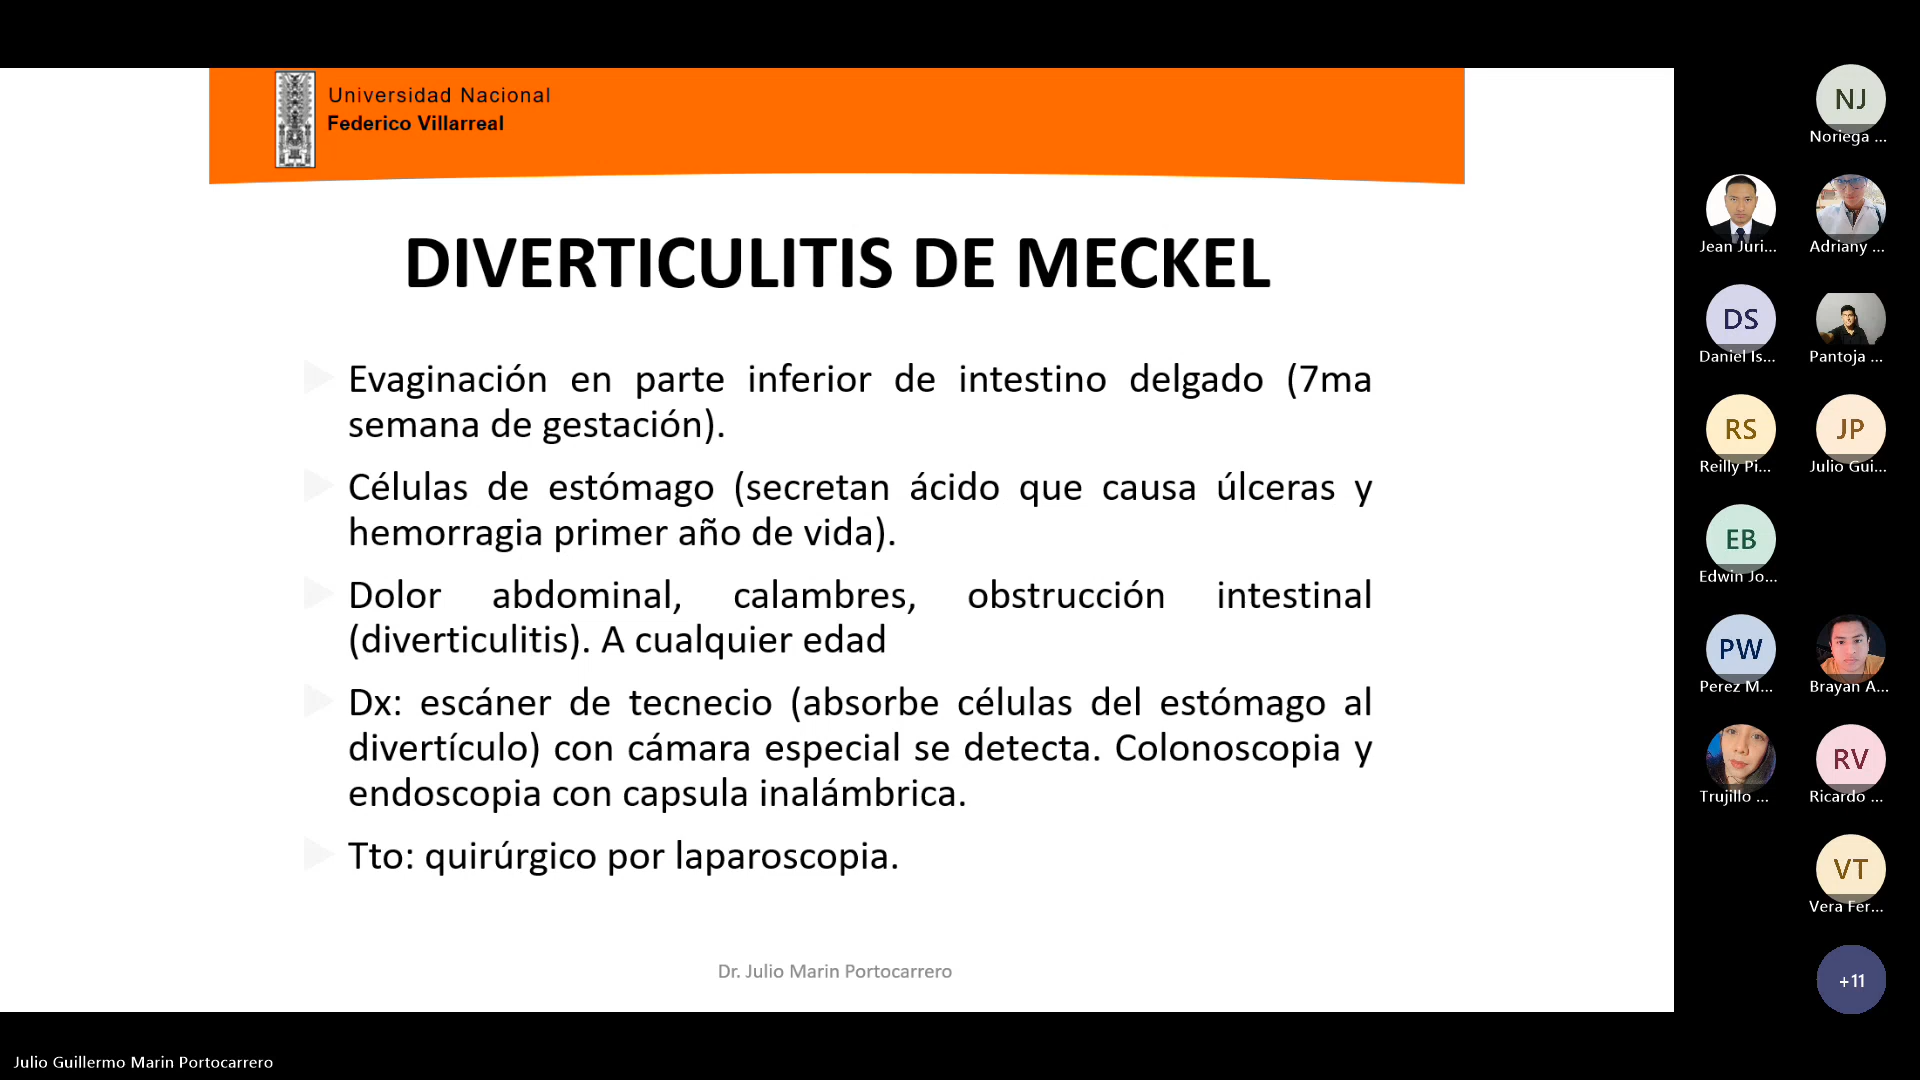 Universidad Nacional
Federico Villarreal
DIVERTICULITIS DE MECKEL
Evaginación en parte inferior de intestino delgado (7ma
semana de gestación).
Células de estómago (secretan ácido que causa úlceras y
hemorragia primer año de vida).
Dolor abdominal, calambres, obstrucción intestinal
(diverticulitis). A cualquier edad
Dx: escáner de tecnecio (absorbe células del estómago al
divertículo) con cámara especial se detecta. Colonoscopia y
endoscopia con capsula inalámbrica.
Tto: quirúrgico por laparoscopia.
Dr. Julio Marin Portocarrero
NJ
Noriega ...
Jean Juri...
Adriany ...
DS
Daniel Is...
Pantoja ...
RS
Reilly Pi...
JP
Julio Gui...
EB
Edwin Jo...
PW
Perez M...
Brayan A...
Trujillo ...
RV
Ricardo ...
VT
Vera Fer...
+11
Julio Guillermo Marin Portocarrero